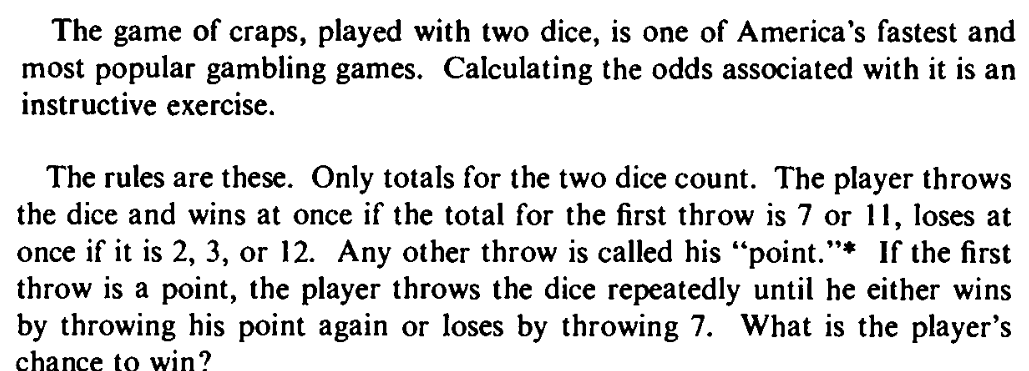 The game of craps, played with two dice, is one of America's fastest and
most popular gambling games. Calculating the odds associated with it is an
instructive exercise.
The rules are these. Only totals for the two dice count. The player throws
the dice and wins at once if the total for the first throw is 7 or 11, loses at
once if it is 2, 3, or 12. Any other throw is called his “point.”* If the first
throw is a point, the player throws the dice repeatedly until he either wins
by throwing his point again or loses by throwing 7. What is the player's
chance to win?